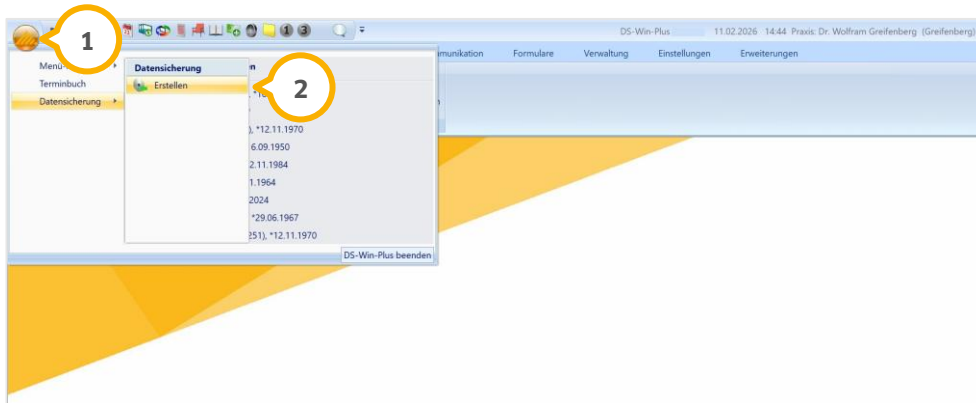 DS-Win-Plus 11.02.2026 14:44 Praxis: Dr. Wolfram Greifenberg (Greifenberg)
1
munikation Formulare Verwaltung Einstellungen Erweiterungen
Datensicherung
Terminbuch
Erstellen
2
Datensicherung
), *12.11.1970
6.09.1950
2.11.1984
1.1964
2024
*29.06.1967
251), *12.11.1970
DS-Win-Plus beenden